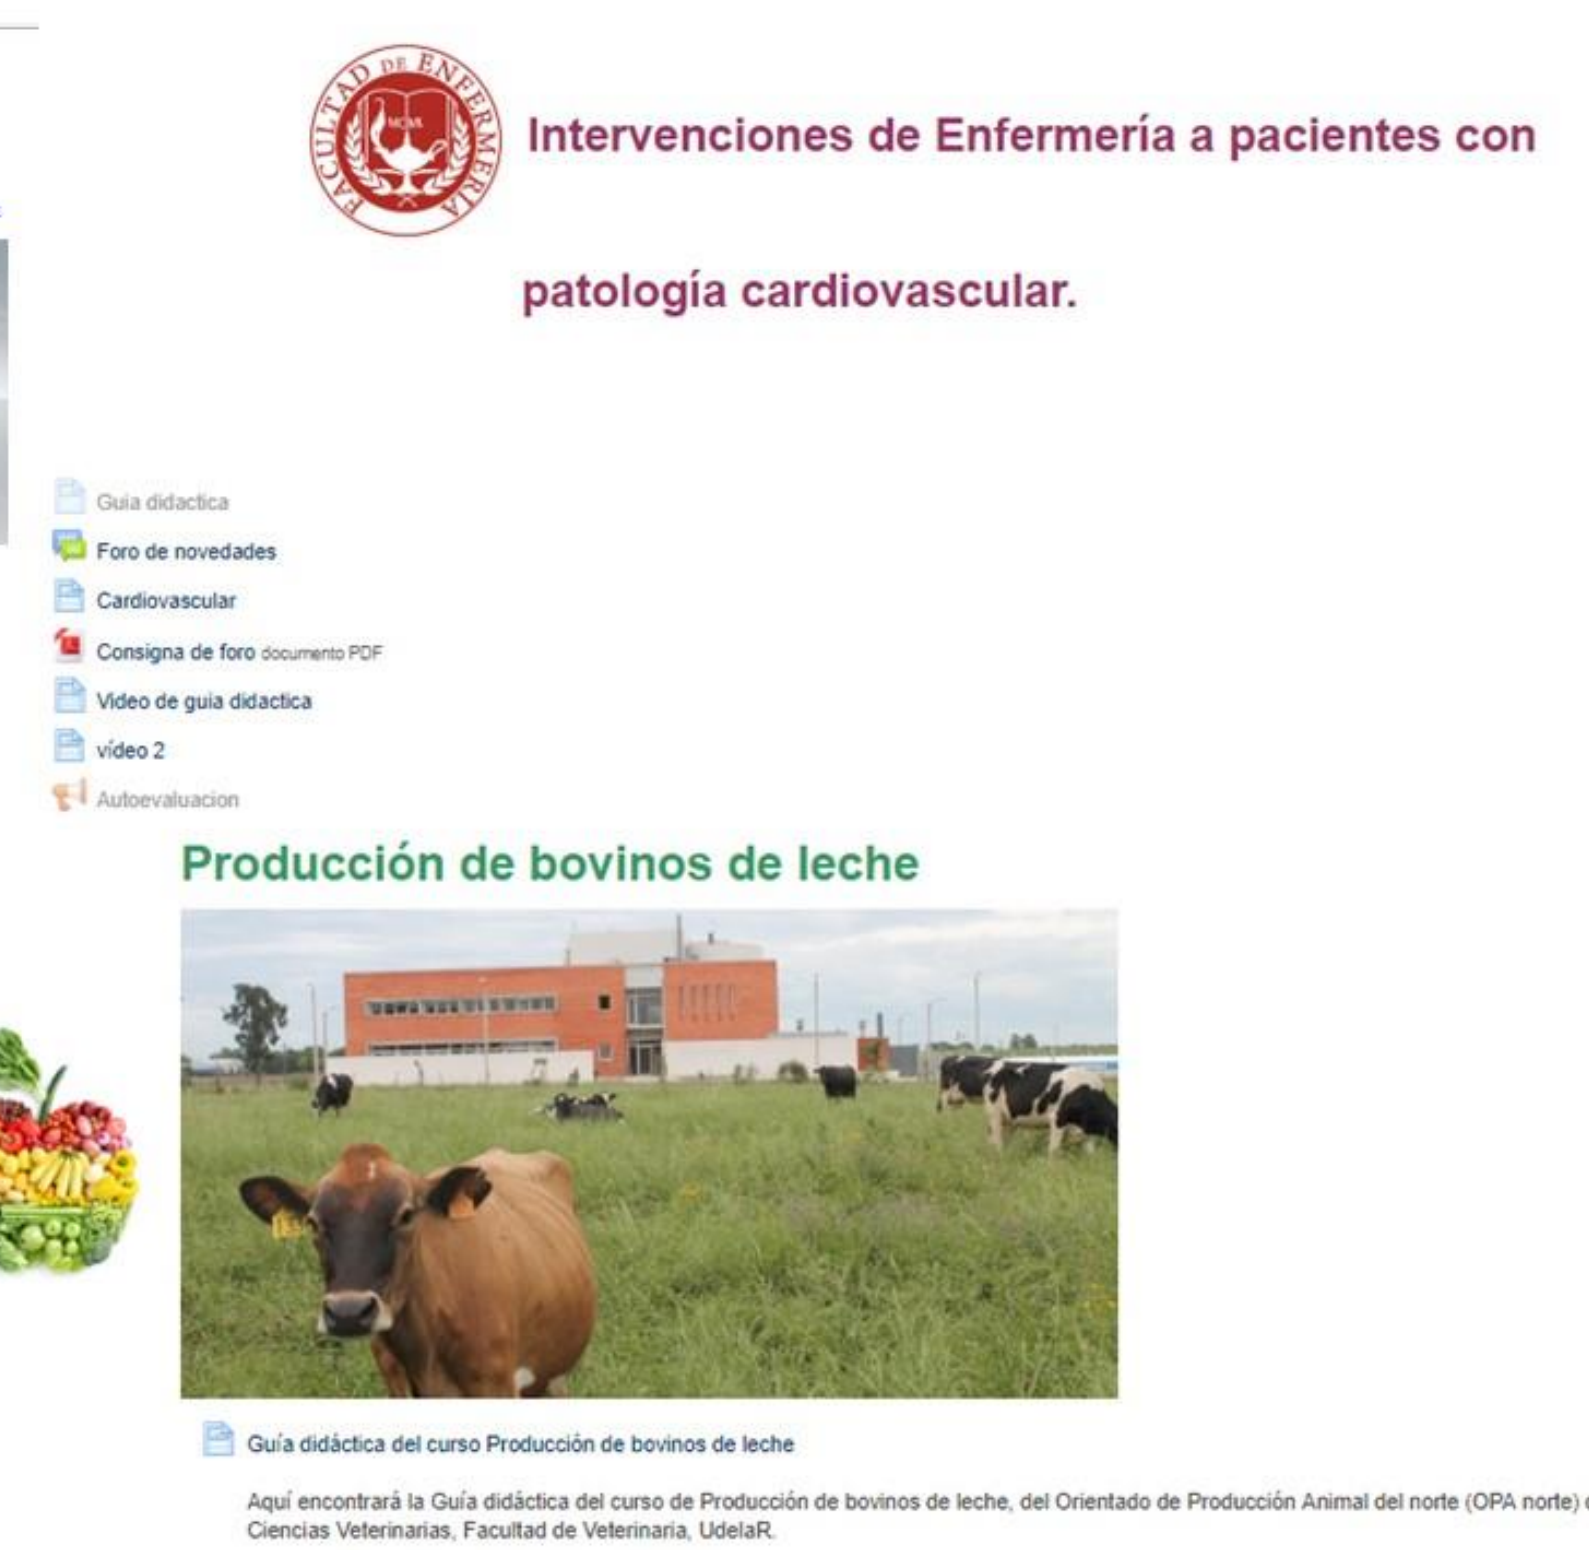 FACULTAD DE ENFERMERÍA
Intervenciones de Enfermería a pacientes con
patología cardiovascular.
Guia didactica
Foro de novedades
Cardiovascular
Consigna de foro documento PDF
Video de guia didactica
vídeo 2
Autoevaluacion
Producción de bovinos de leche
Guía didáctica del curso Producción de bovinos de leche
Aquí encontrará la Guía didáctica del curso de Producción de bovinos de leche, del Orientado de Producción Animal del norte (OPA norte)
Ciencias Veterinarias, Facultad de Veterinaria, UdelaR.